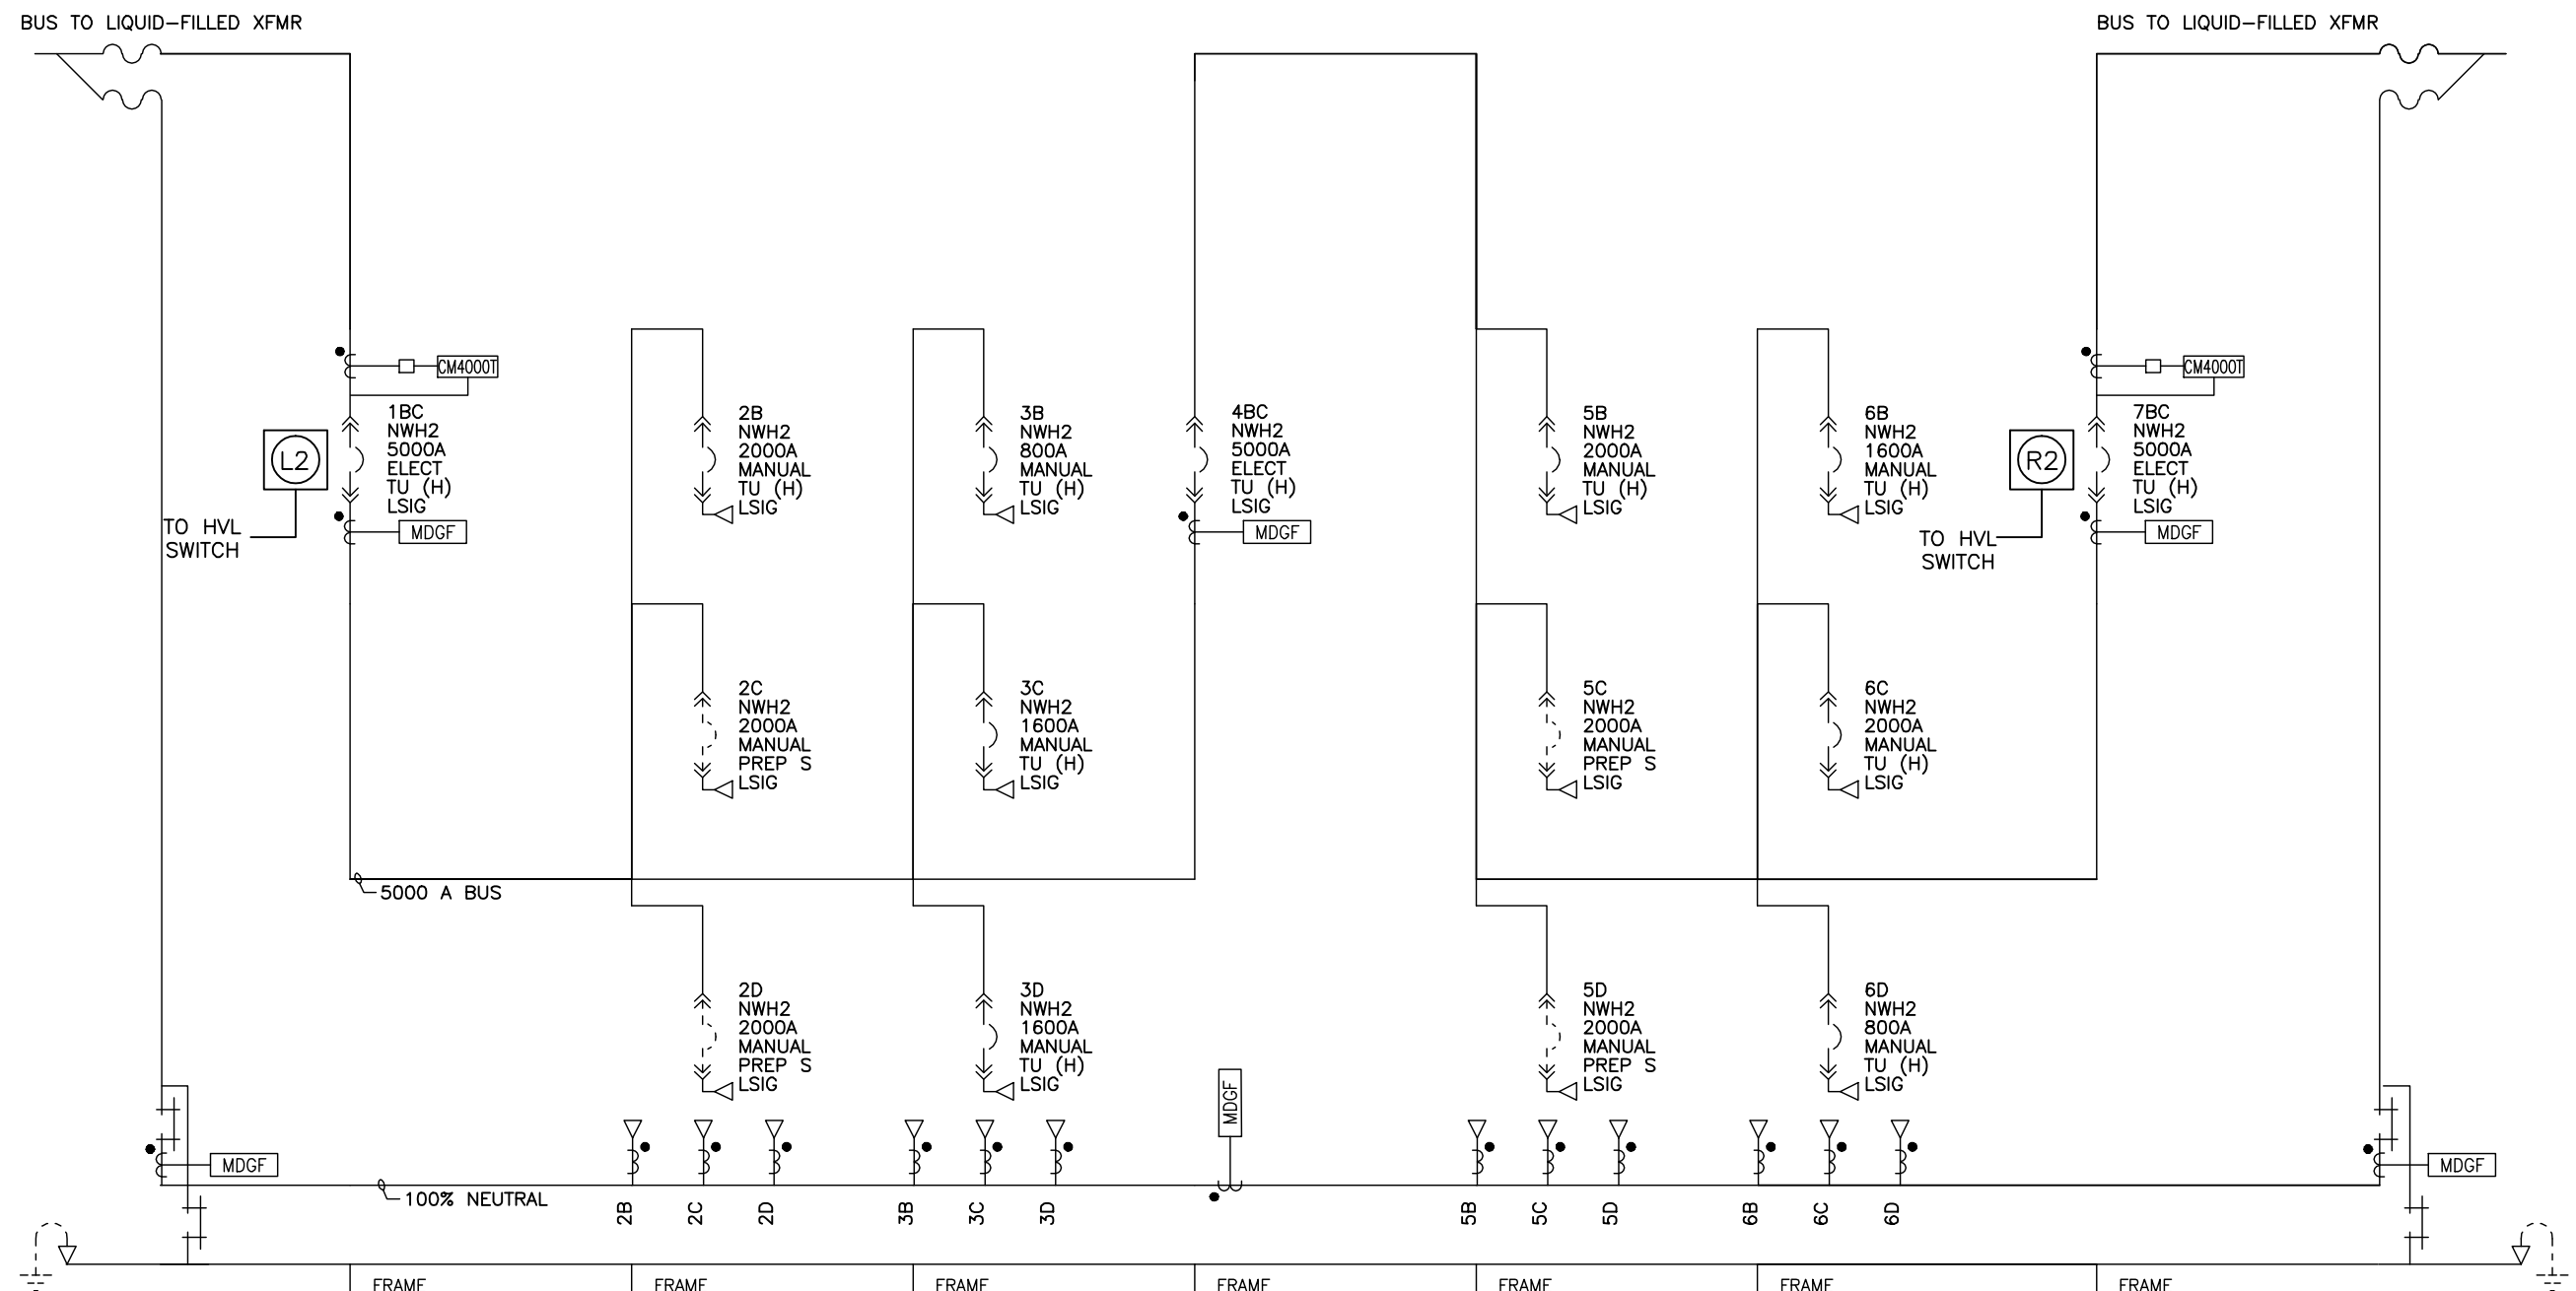 BUS TO LIQUID-FILLED XFMR
BUS TO LIQUID-FILLED XFMR
CM4000T
CM4000T
1BC
NWH2
5000A
ELECT
TU (H)
LSIG
L2
TO HVL
SWITCH
MDGF
2B
NWH2
2000A
MANUAL
TU (H)
LSIG
3B
NWH2
800A
MANUAL
TU (H)
LSIG
4BC
NWH2
5000A
ELECT
TU (H)
LSIG
MDGF
5B
NWH2
2000A
MANUAL
TU (H)
LSIG
6B
NWH2
1600A
MANUAL
TU (H)
LSIG
R2
TO HVL
SWITCH
7BC
NWH2
5000A
ELECT
TU (H)
LSIG
MDGF
2C
NWH2
2000A
MANUAL
PREP S
LSIG
3C
NWH2
1600A
MANUAL
TU (H)
LSIG
5C
NWH2
2000A
MANUAL
PREP S
LSIG
6C
NWH2
2000A
MANUAL
TU (H)
LSIG
5000 A BUS
2D
NWH2
2000A
MANUAL
PREP S
LSIG
3D
NWH2
1600A
MANUAL
TU (H)
LSIG
MDGF
5D
NWH2
2000A
MANUAL
PREP S
LSIG
6D
NWH2
800A
MANUAL
TU (H)
LSIG
MDGF
MDGF
100% NEUTRAL
2B
2C
2D
3B
3C
3D
5B
5C
5D
6B
6C
6D
FRAME
FRAME
FRAME
FRAME
FRAME
FRAME
FRAME